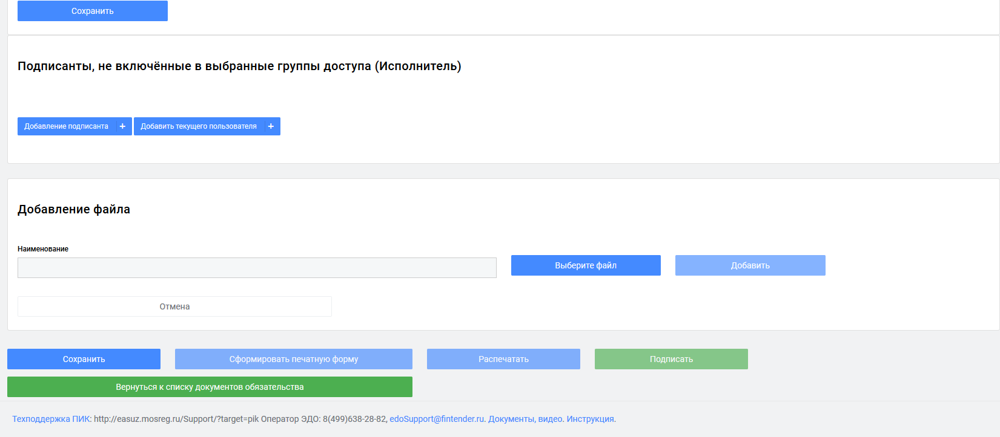 Сохранить
Подписанты, не включённые в выбранные группы доступа (Исполнитель)
Добавление подписанта + Добавить текущего пользователя +
Добавление файла
Наименование
Выберите файл Добавить
Отмена
Сохранить Сформировать печатную форму Распечатать Подписать
Вернуться к списку документов обязательства
Техподдержка ПИК: http://easuz.mosreg.ru/Support/?target=pik Оператор ЭДО: 8(499)638-28-82, edoSupport@fintender.ru. Документы, видео. Инструкция.